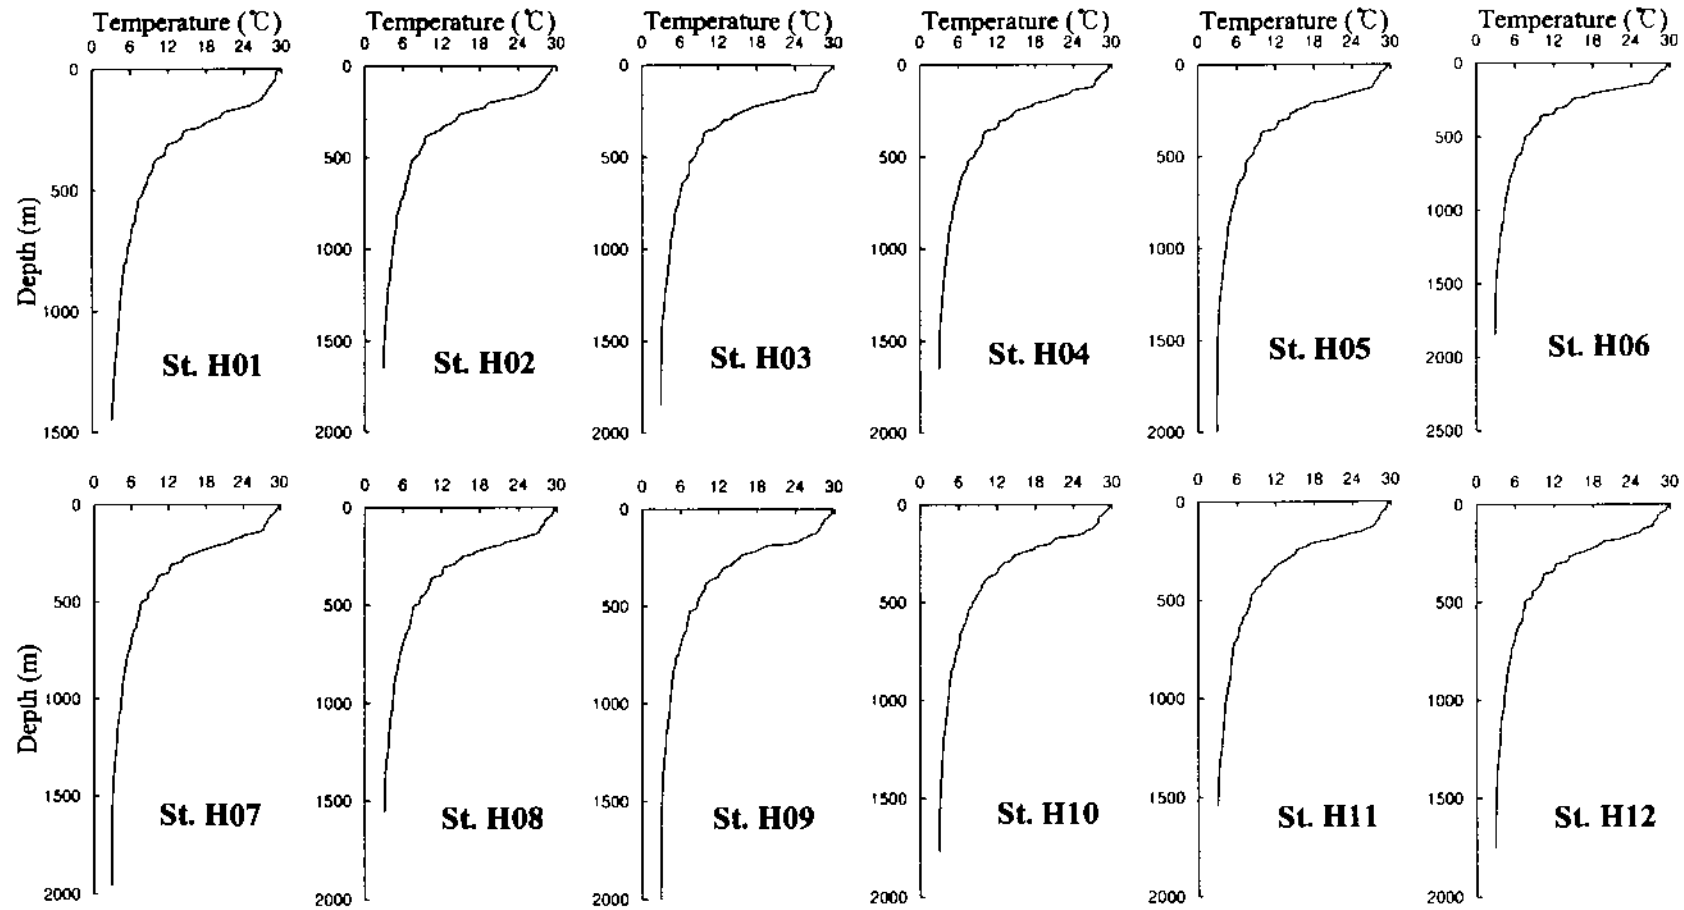 Temperature (℃) Temperature (℃) Temperature (℃) Temperature (℃) Temperature (℃) Temperature (℃)
0 6 12 18 24 30 0 6 12 18 24 30 0 6 12 18 24 30 0 6 12 18 24 30 0 6 12 18 24 30 0 6 12 18 24 30
0 0 0 0 0 0
500 500 500 500 500 500
1000 1000 1000 1000 1000 1000
1500 1500 1500 1500 1500 1500
2000 2000 2000 2000 2000
2500
Depth (m)
St. H01 St. H02 St. H03 St. H04 St. H05 St. H06
0 6 12 18 24 30 0 6 12 18 24 30 0 6 12 18 24 30 0 6 12 18 24 30 0 6 12 18 24 30 0 6 12 18 24 30
0 0 0 0 0 0
500 500 500 500 500 500
1000 1000 1000 1000 1000 1000
1500 1500 1500 1500 1500 1500
2000 2000 2000 2000 2000 2000
Depth (m)
St. H07 St. H08 St. H09 St. H10 St. H11 St. H12